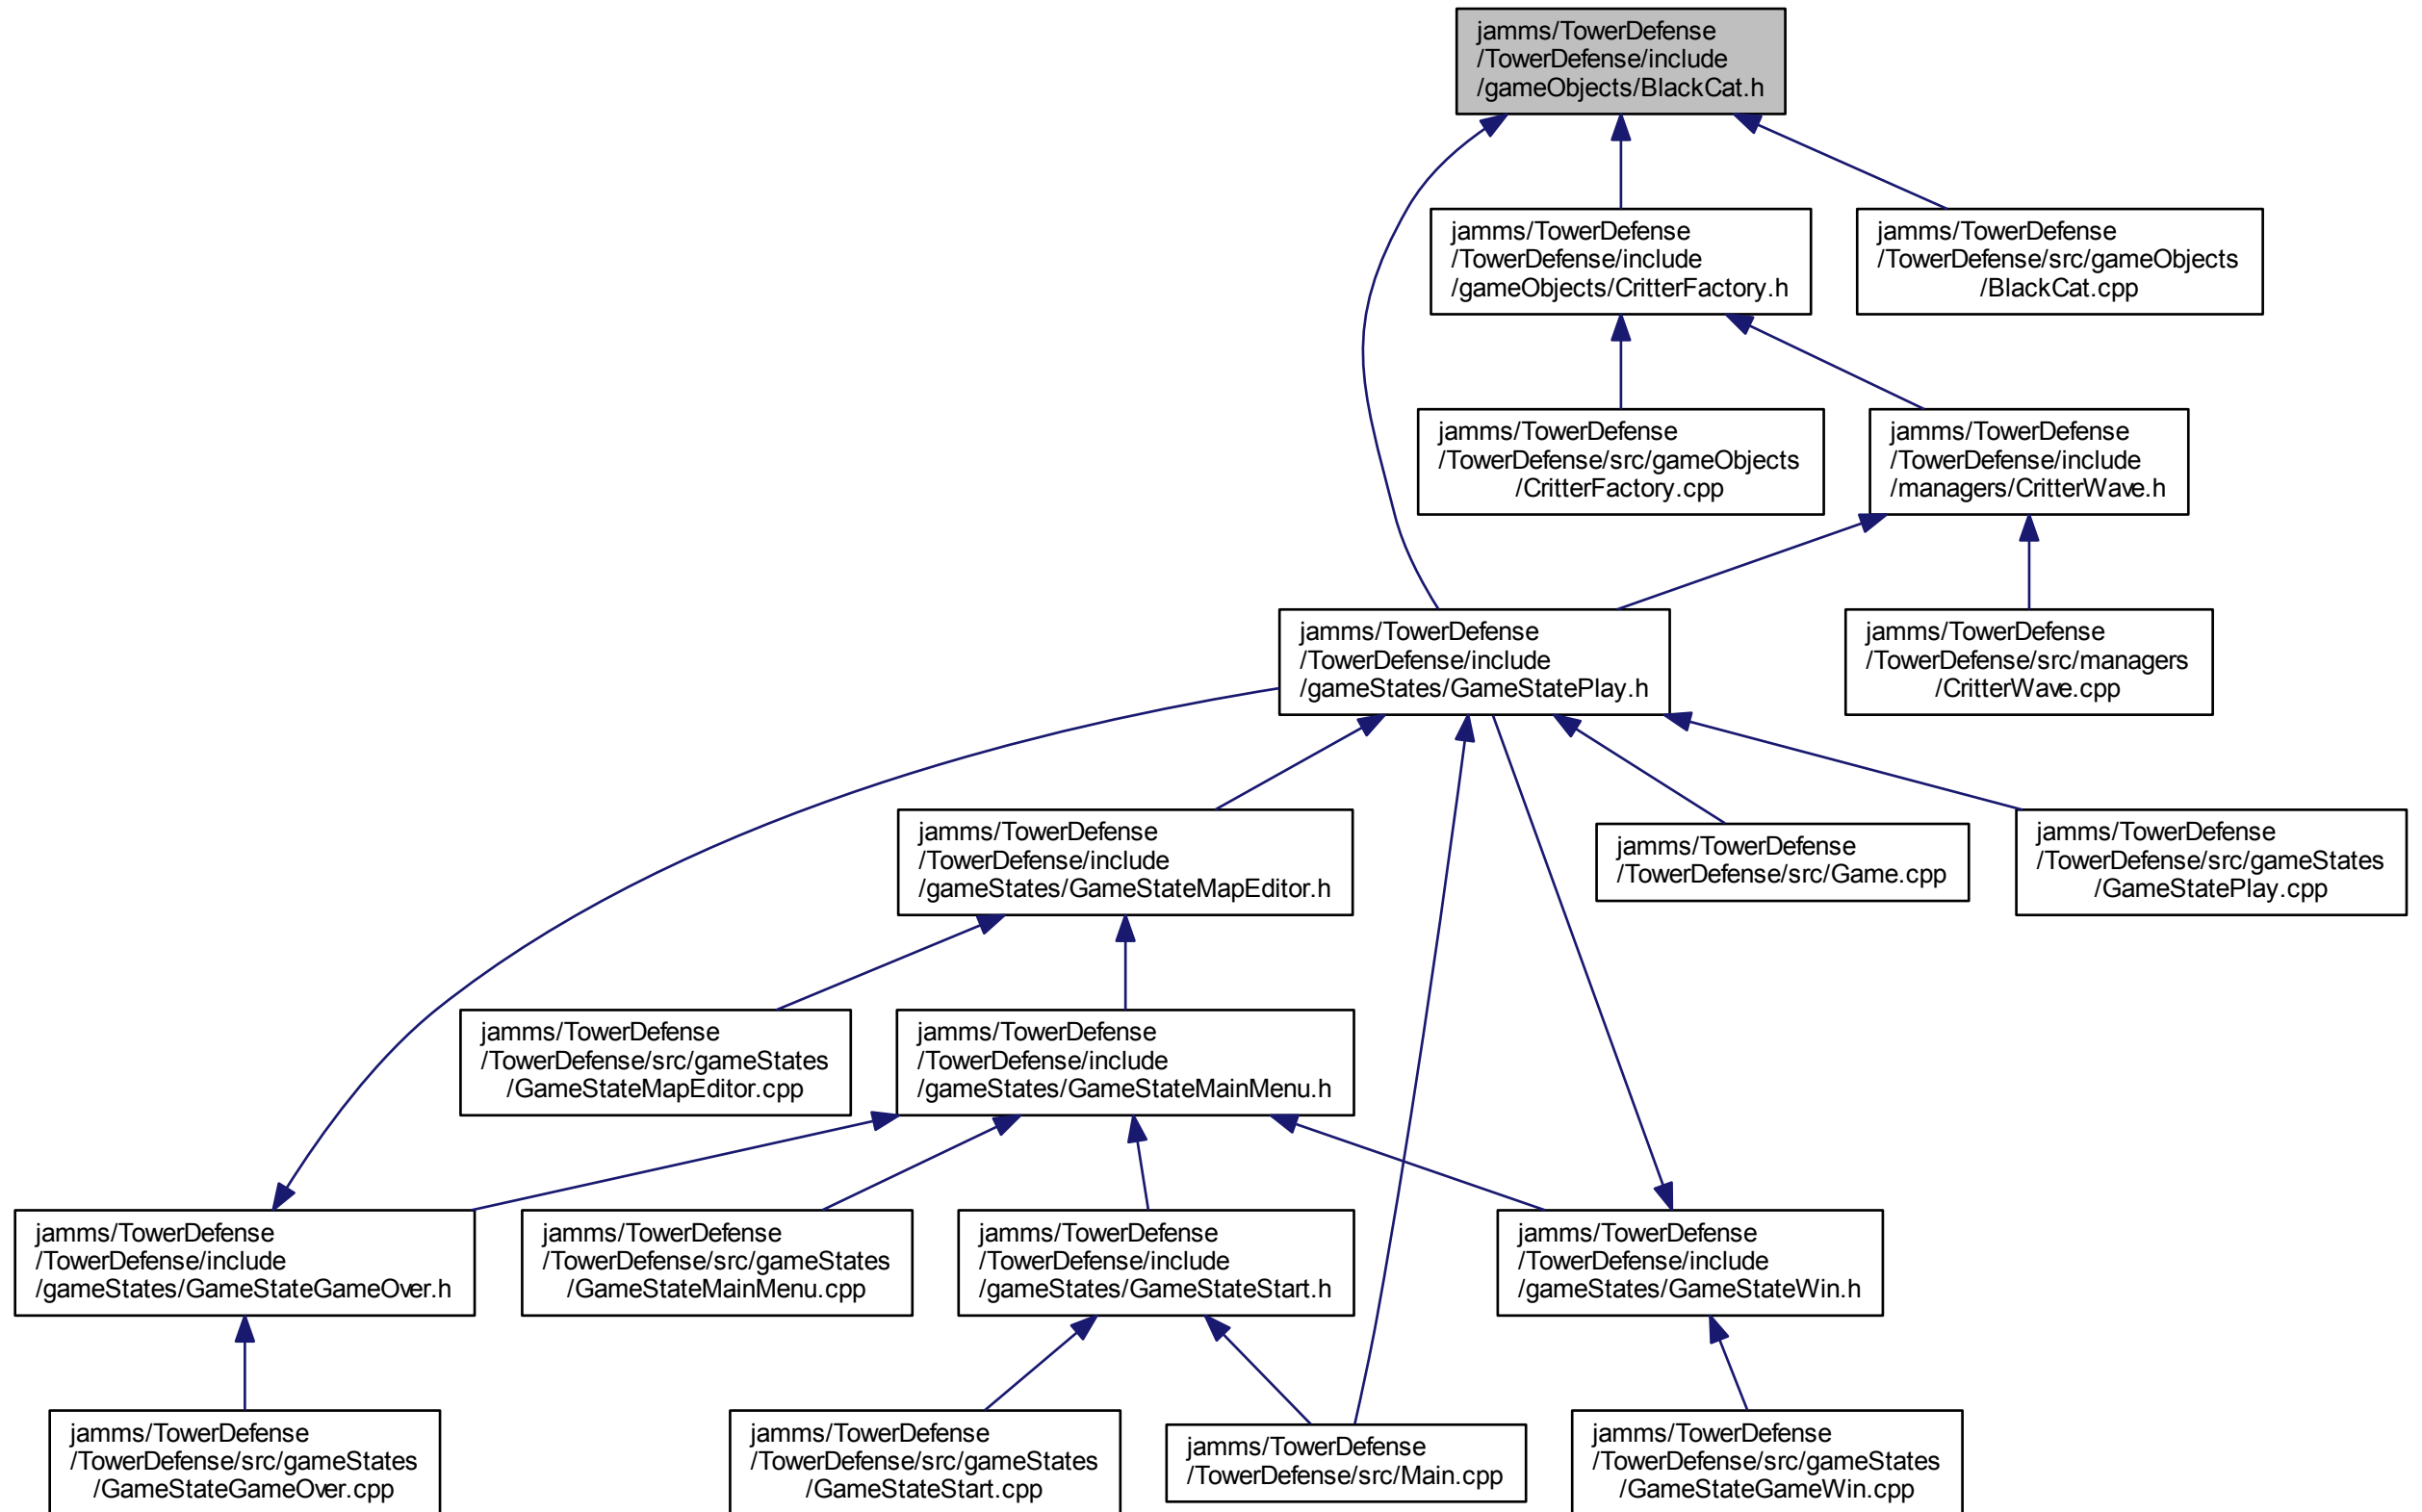 jamms/TowerDefense
/TowerDefense/include
/gameObjects/BlackCat.h
jamms/TowerDefense
/TowerDefense/include
/gameObjects/CritterFactory.h
jamms/TowerDefense
/TowerDefense/src/gameObjects
/BlackCat.cpp
jamms/TowerDefense
/TowerDefense/src/gameObjects
/CritterFactory.cpp
jamms/TowerDefense
/TowerDefense/include
/managers/CritterWave.h
jamms/TowerDefense
/TowerDefense/include
/gameStates/GameStatePlay.h
jamms/TowerDefense
/TowerDefense/src/managers
/CritterWave.cpp
jamms/TowerDefense
/TowerDefense/include
/gameStates/GameStateMapEditor.h
jamms/TowerDefense
/TowerDefense/src/Game.cpp
jamms/TowerDefense
/TowerDefense/src/gameStates
/GameStatePlay.cpp
jamms/TowerDefense
/TowerDefense/src/gameStates
/GameStateMapEditor.cpp
jamms/TowerDefense
/TowerDefense/include
/gameStates/GameStateMainMenu.h
jamms/TowerDefense
/TowerDefense/include
/gameStates/GameStateGameOver.h
jamms/TowerDefense
/TowerDefense/src/gameStates
/GameStateMainMenu.cpp
jamms/TowerDefense
/TowerDefense/include
/gameStates/GameStateStart.h
jamms/TowerDefense
/TowerDefense/include
/gameStates/GameStateWin.h
jamms/TowerDefense
/TowerDefense/src/gameStates
/GameStateGameOver.cpp
jamms/TowerDefense
/TowerDefense/src/gameStates
/GameStateStart.cpp
jamms/TowerDefense
/TowerDefense/src/Main.cpp
jamms/TowerDefense
/TowerDefense/src/gameStates
/GameStateGameWin.cpp